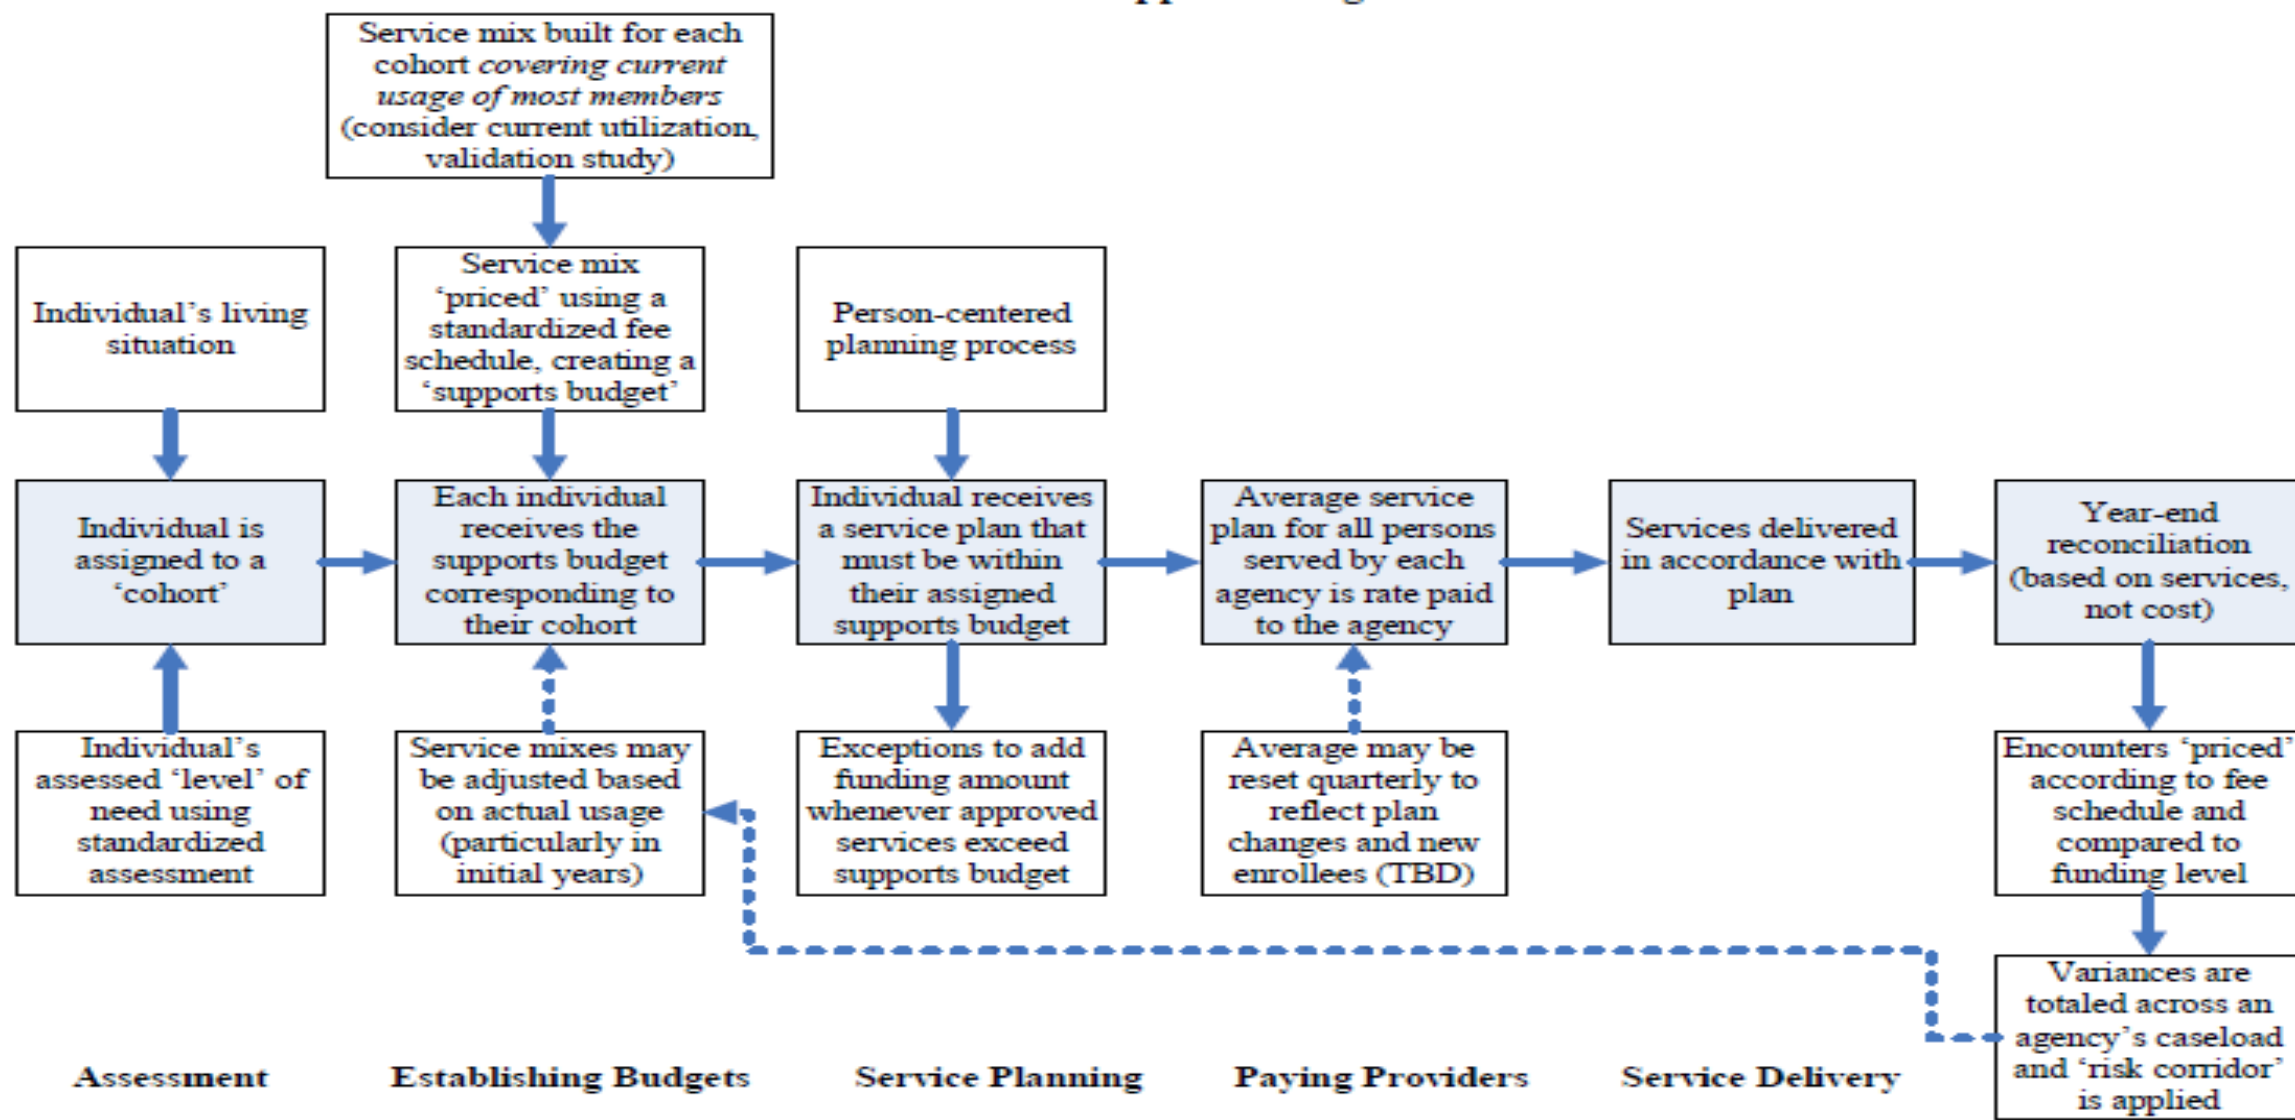 Service mix built for each
cohort covering current
usage of most members
(consider current utilization,
validation study)
Individual’s living
situation
Service mix
‘priced’ using a
standardized fee
schedule, creating a
‘supports budget’
Person-centered
planning process
Individual is
assigned to a
‘cohort’
Each individual
receives the
supports budget
corresponding to
their cohort
Individual receives
a service plan that
must be within
their assigned
supports budget
Average service
plan for all persons
served by each
agency is rate paid
to the agency
Services delivered
in accordance with
plan
Year-end
reconciliation
(based on services,
not cost)
Individual’s
assessed ‘level’ of
need using
standardized
assessment
Service mixes may
be adjusted based
on actual usage
(particularly in
initial years)
Exceptions to add
funding amount
whenever approved
services exceed
supports budget
Average may be
reset quarterly to
reflect plan
changes and new
enrollees (TBD)
Encounters ‘priced’
according to fee
schedule and
compared to
funding level
Variances are
totaled across an
agency’s caseload
and ‘risk corridor’
is applied
Assessment
Establishing Budgets
Service Planning
Paying Providers
Service Delivery